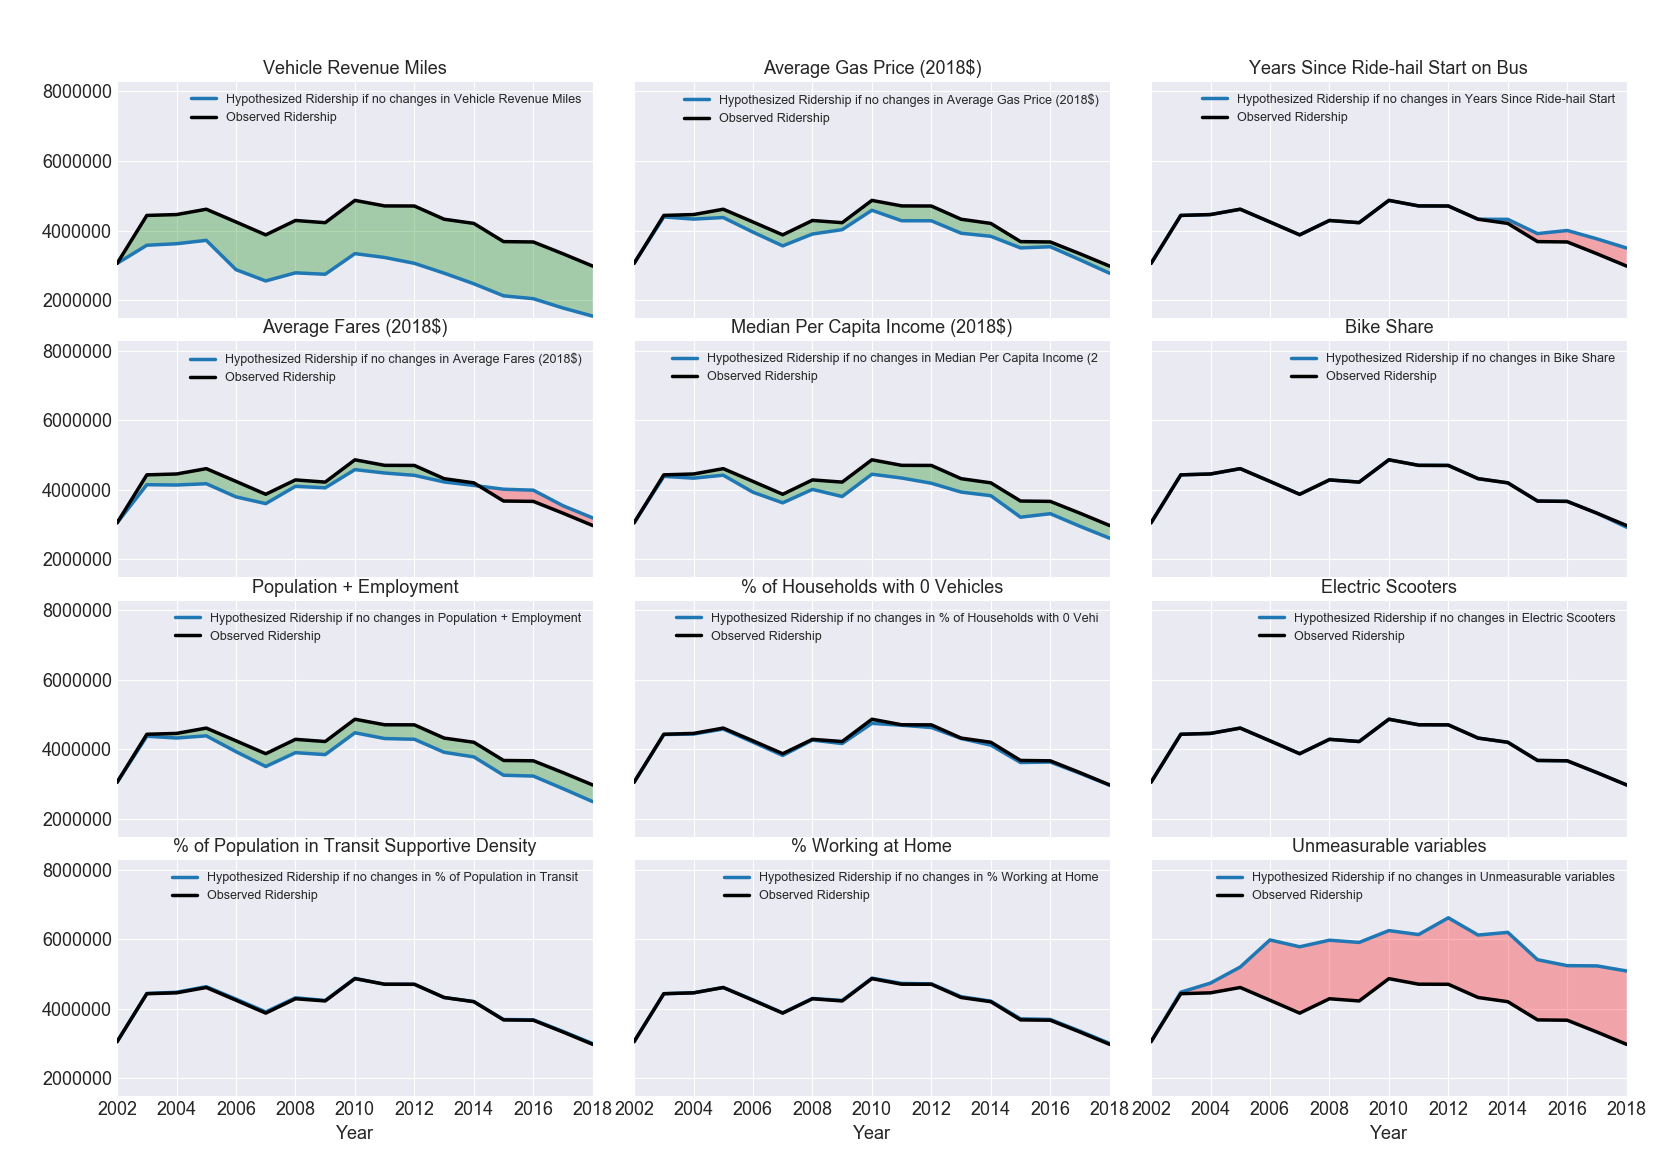 Vehicle Revenue Miles
Average Gas Price (2018$)
Years Since Ride-hail Start on Bus
8000000
6000000
4000000
2000000
Hypothesized Ridership if no changes in Vehicle Revenue Miles
Observed Ridership
Hypothesized Ridership if no changes in Average Gas Price (2018$)
Observed Ridership
Hypothesized Ridership if no changes in Years Since Ride-hail Start
Observed Ridership
Average Fares (2018$)
Median Per Capita Income (2018$)
Bike Share
8000000
6000000
4000000
2000000
Hypothesized Ridership if no changes in Average Fares (2018$)
Observed Ridership
Hypothesized Ridership if no changes in Median Per Capita Income (2
Observed Ridership
Hypothesized Ridership if no changes in Bike Share
Observed Ridership
Population + Employment
% of Households with 0 Vehicles
Electric Scooters
8000000
6000000
4000000
2000000
Hypothesized Ridership if no changes in Population + Employment
Observed Ridership
Hypothesized Ridership if no changes in % of Households with 0 Vehi
Observed Ridership
Hypothesized Ridership if no changes in Electric Scooters
Observed Ridership
% of Population in Transit Supportive Density
% Working at Home
Unmeasurable variables
8000000
6000000
4000000
2000000
Hypothesized Ridership if no changes in % of Population in Transit
Observed Ridership
Hypothesized Ridership if no changes in % Working at Home
Observed Ridership
Hypothesized Ridership if no changes in Unmeasurable variables
Observed Ridership
2002 2004 2006 2008 2010 2012 2014 2016 2018
2002 2004 2006 2008 2010 2012 2014 2016 2018
2002 2004 2006 2008 2010 2012 2014 2016 2018
Year
Year
Year